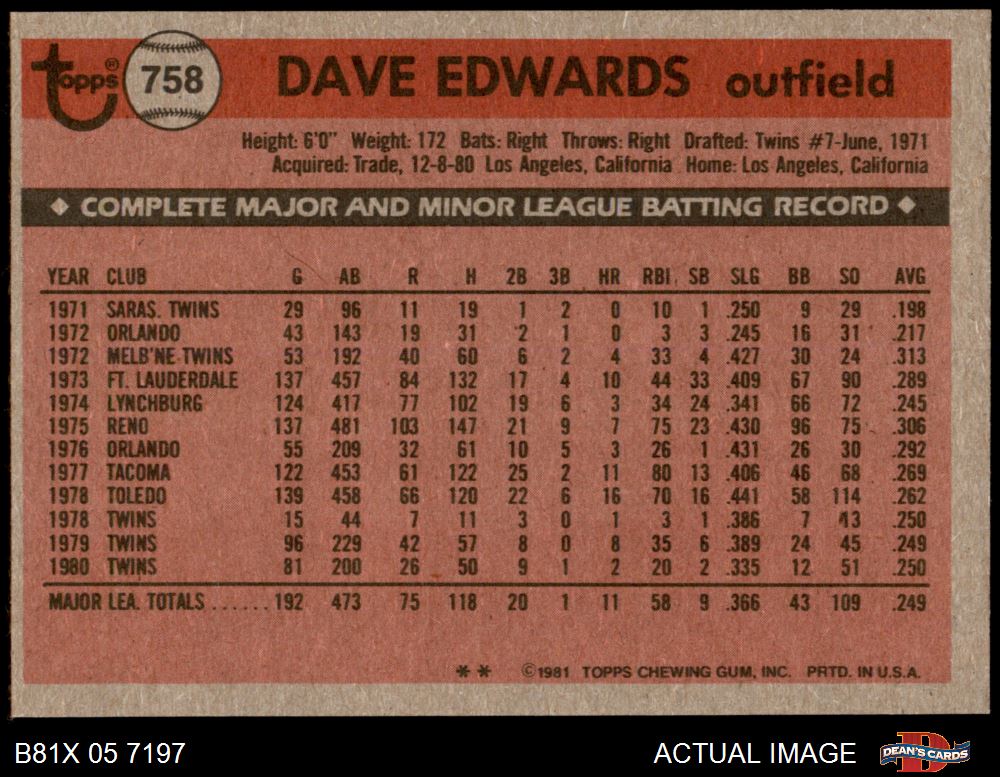 topps® 758 DAVE EDWARDS outfield
Height: 6'0" Weight: 172 Bats: Right Throws: Right Drafted: Twins #7-June, 1971
Acquired: Trade, 12-8-80 Los Angeles, California Home: Los Angeles, California
◆ COMPLETE MAJOR AND MINOR LEAGUE BATTING RECORD ◆
YEAR CLUB G AB R H 2B 3B HR RBI SB SLG BB SO AVG
1971 SARAS. TWINS 29 96 11 19 1 2 0 10 1 .250 9 29 .198
1972 ORLANDO 43 143 19 31 2 1 0 3 3 .245 16 31 .217
1972 MELB'NE TWINS 53 192 40 60 6 2 4 33 4 .427 30 24 .313
1973 FT. LAUDERDALE 137 457 84 132 17 4 10 44 33 .409 67 90 .289
1974 LYNCHBURG 124 417 77 102 19 6 3 34 24 .341 66 72 .245
1975 RENO 137 481 103 147 21 9 7 75 23 .430 96 75 .306
1976 ORLANDO 55 209 32 61 10 5 3 26 1 .431 26 30 .292
1977 TACOMA 122 453 61 122 25 2 11 80 13 .406 46 68 .269
1978 TOLEDO 139 458 66 120 22 6 16 70 16 .441 58 114 .262
1978 TWINS 15 44 7 11 3 0 1 3 1 .386 7 13 .250
1979 TWINS 96 229 42 57 8 0 8 35 6 .389 24 45 .249
1980 TWINS 81 200 26 50 9 1 2 20 2 .335 12 51 .250
MAJOR LEA. TOTALS ...... 192 473 75 118 20 1 11 58 9 .366 43 109 .249
** ©1981 TOPPS CHEWING GUM, INC. PRTD. IN U.S.A.
B81X 05 7197 ACTUAL IMAGE DEAN'S CARDS